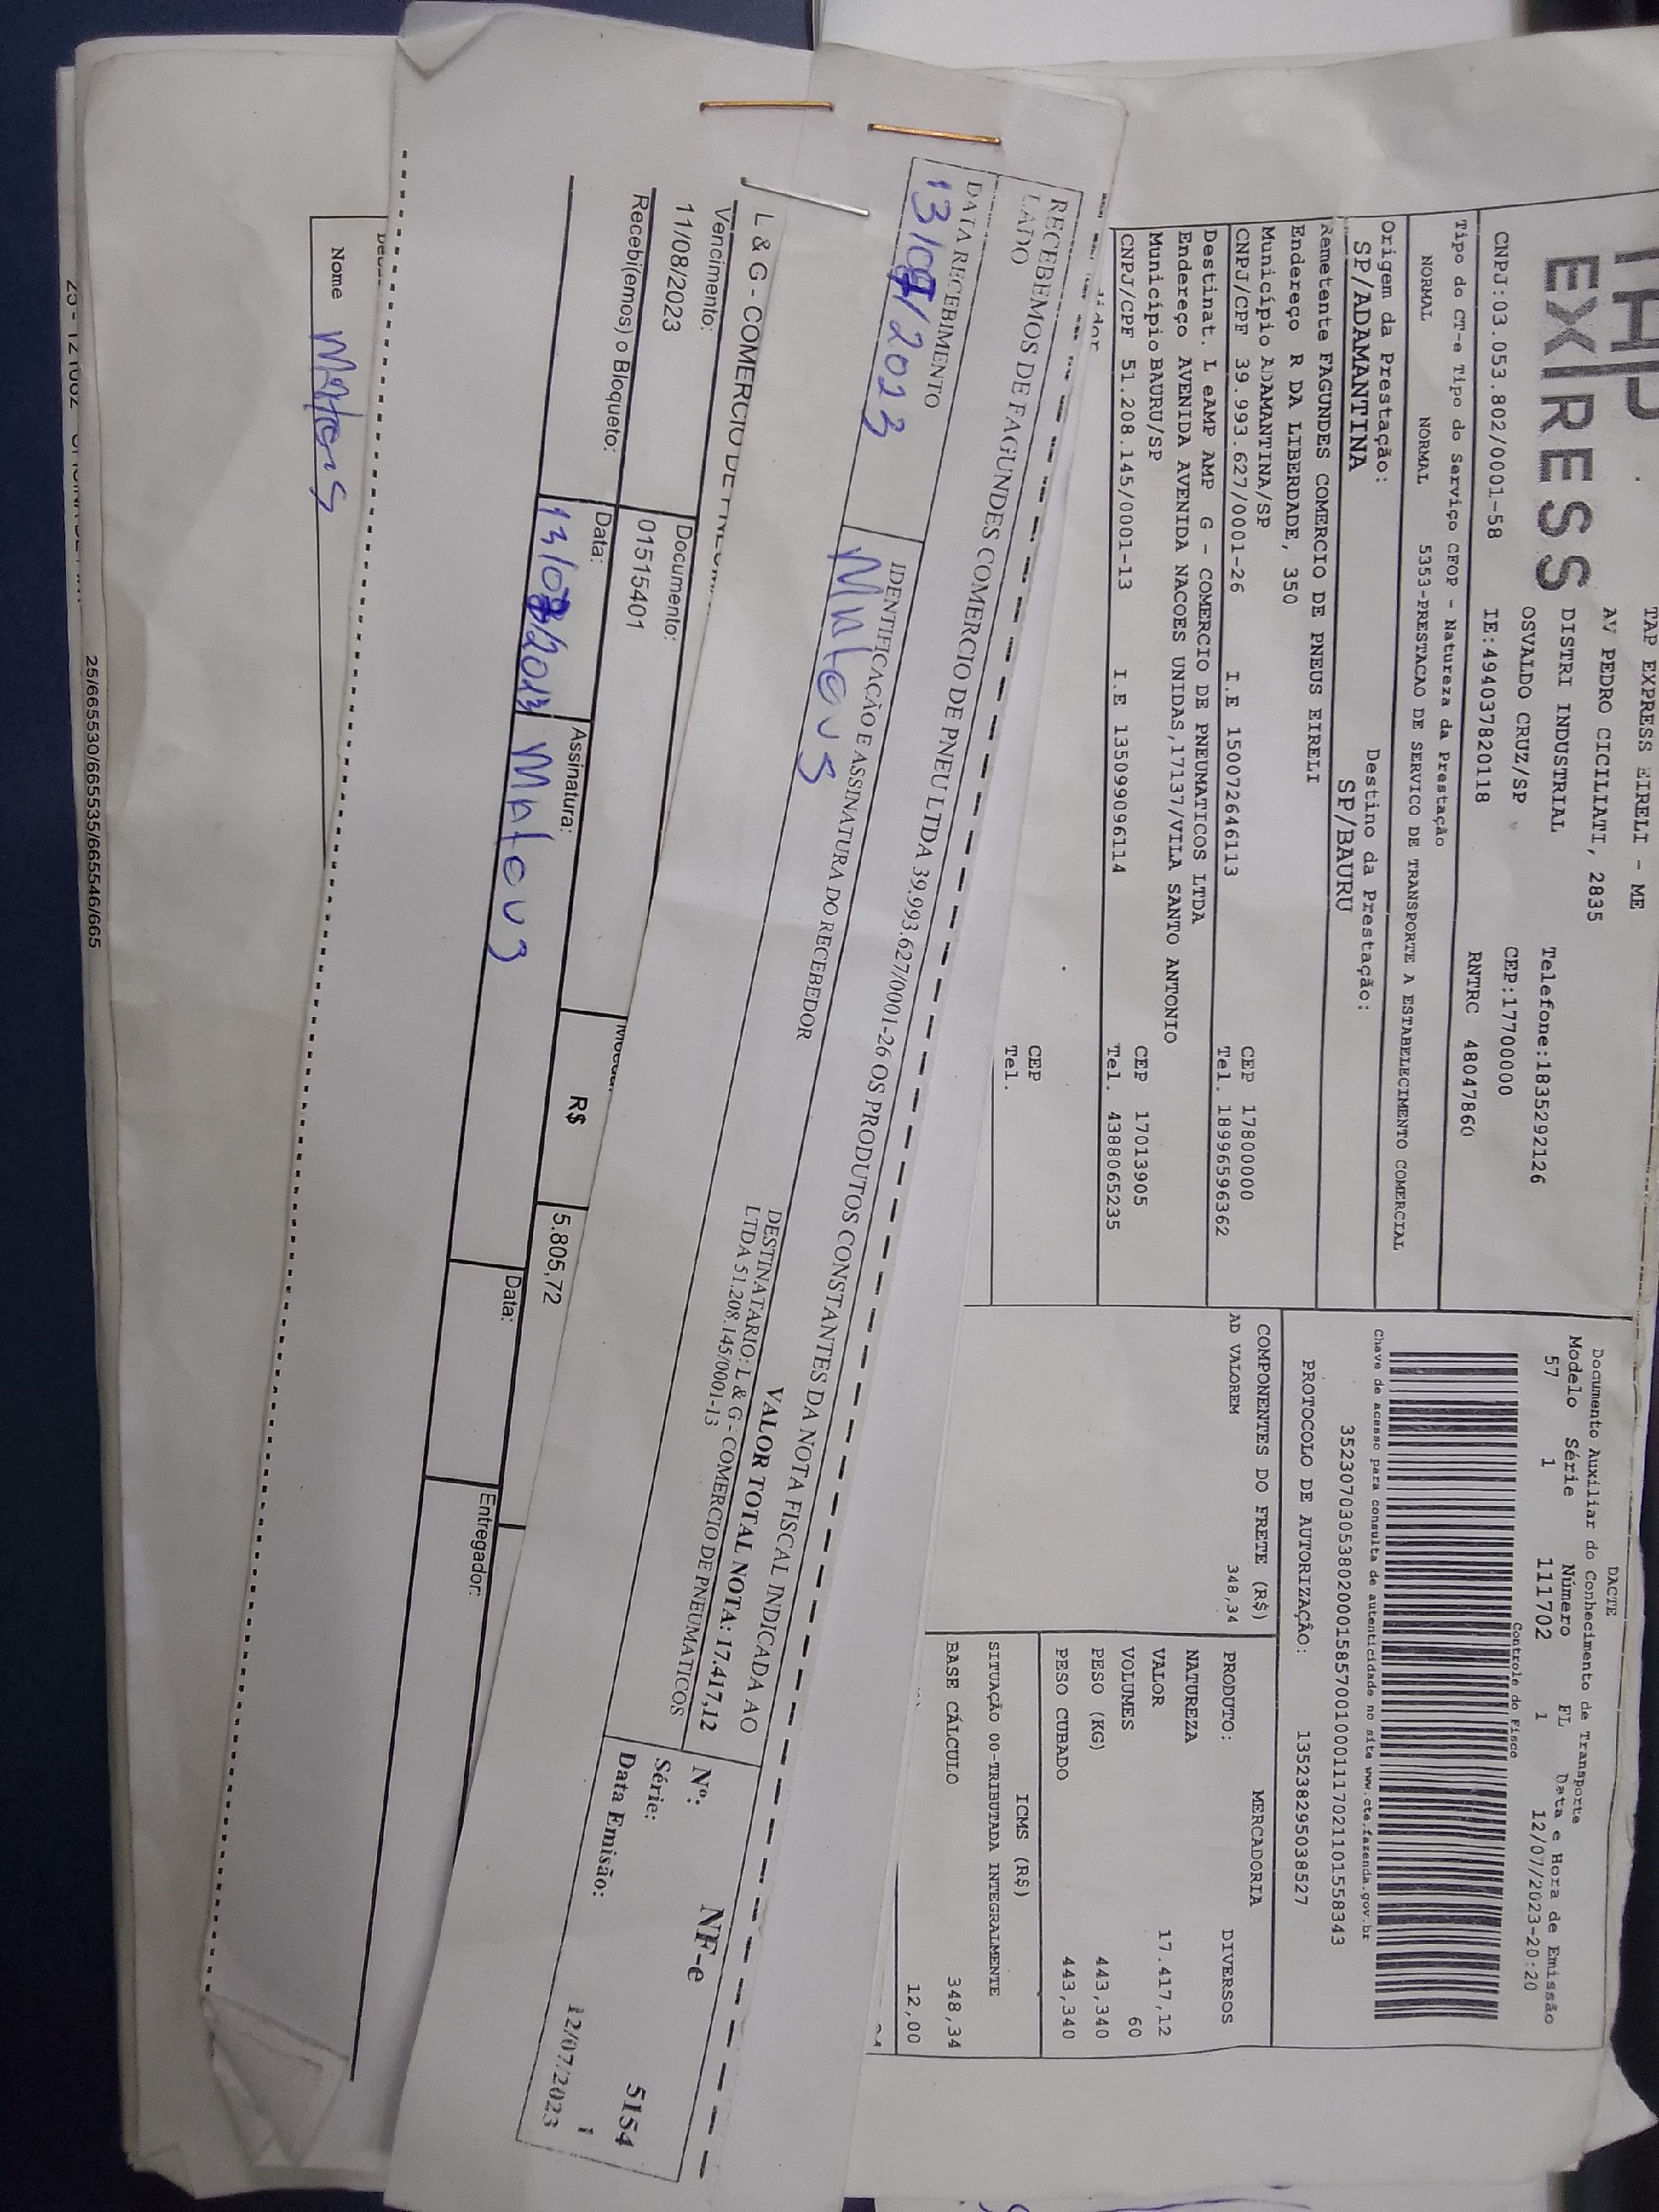 EXPRESS
TAP EXPRESS EIRELI - ME
AV PEDRO CICILIATI, 2835
DISTRI INDUSTRIAL Telefone:1835292126
OSVALDO CRUZ/SP CEP:17700000
CNPJ:03.053.802/0001-58 IE:494037820118 RNTRC 48047860
Tipo do CT-e Tipo do Serviço CFOP - Natureza da Prestação
NORMAL NORMAL 5353-PRESTACAO DE SERVICO DE TRANSPORTE A ESTABELECIMENTO COMERCIAL
Origem da Prestação: Destino da Prestação:
SP/ADAMANTINA SP/BAURU
Remetente FAGUNDES COMERCIO DE PNEUS EIRELI
Endereço R DA LIBERDADE, 350
Município ADAMANTINA/SP CEP 17800000
CNPJ/CPF 39.993.627/0001-26 I.E 150072646113 Tel. 18996596362
Destinat. L eAMP AMP G - COMERCIO DE PNEUMATICOS LTDA
Endereço AVENIDA AVENIDA NACOES UNIDAS,17137/VILA SANTO ANTONIO
Município BAURU/SP CEP 17013905
CNPJ/CPF 51.208.145/0001-13 I.E 135099096114 Tel. 4388065235
CEP
Tel.
DACTE
Documento Auxiliar do Conhecimento de Transporte
Modelo Série Número FL Data e Hora de Emissão
57 1 111702 1 12/07/2023-20:20
Controle do Fisco
Chave de acesso para consulta de autenticidade no site www.cte.fazenda.gov.br
35230703053802000158570010001117021101558343
PROTOCOLO DE AUTORIZAÇÃO: 135238295038527
COMPONENTES DO FRETE (R$)
AD VALOREM 348,34
MERCADORIA
PRODUTO: DIVERSOS
NATUREZA
VALOR 17.417,12
VOLUMES 60
PESO (KG) 443,340
PESO CUBADO 443,340
ICMS (R$)
SITUAÇÃO 00-TRIBUTADA INTEGRALMENTE
BASE CÁLCULO 348,34
12,00
RECEBEMOS DE FAGUNDES COMERCIO DE PNEU LTDA 39.993.627/0001-26 OS PRODUTOS CONSTANTES DA NOTA FISCAL INDICADA AO
LADO
VALOR TOTAL NOTA: 17.417,12
DESTINATARIO: L & G - COMERCIO DE PNEUMATICOS
LTDA 51.208.145/0001-13
DATA RECEBIMENTO IDENTIFICAÇÃO E ASSINATURA DO RECEBEDOR
13/07/2023 Mateus
NF-e
Nº: 5154
Série: 1
Data Emissão: 12/07/2023
L & G - COMERCIO DE
Vencimento: Documento:
11/08/2023 01515401 R$ 5.805,72
Recebi(emos) o Bloqueto: Data: Assinatura: Data: Entregador:
13/07/2023 Mateus
Nome Mateus
25/665530/665535/665546/665